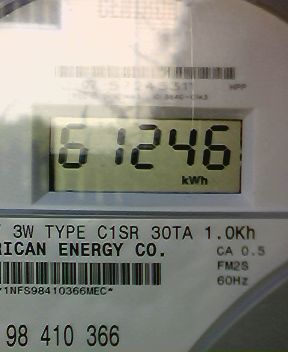 61246
kWh
3W TYPE C1SR 30TA 1.0Kh
RICAN ENERGY CO.
CA 0.5
FM2S
60Hz
*1NFS98410366MEC*
98 410 366